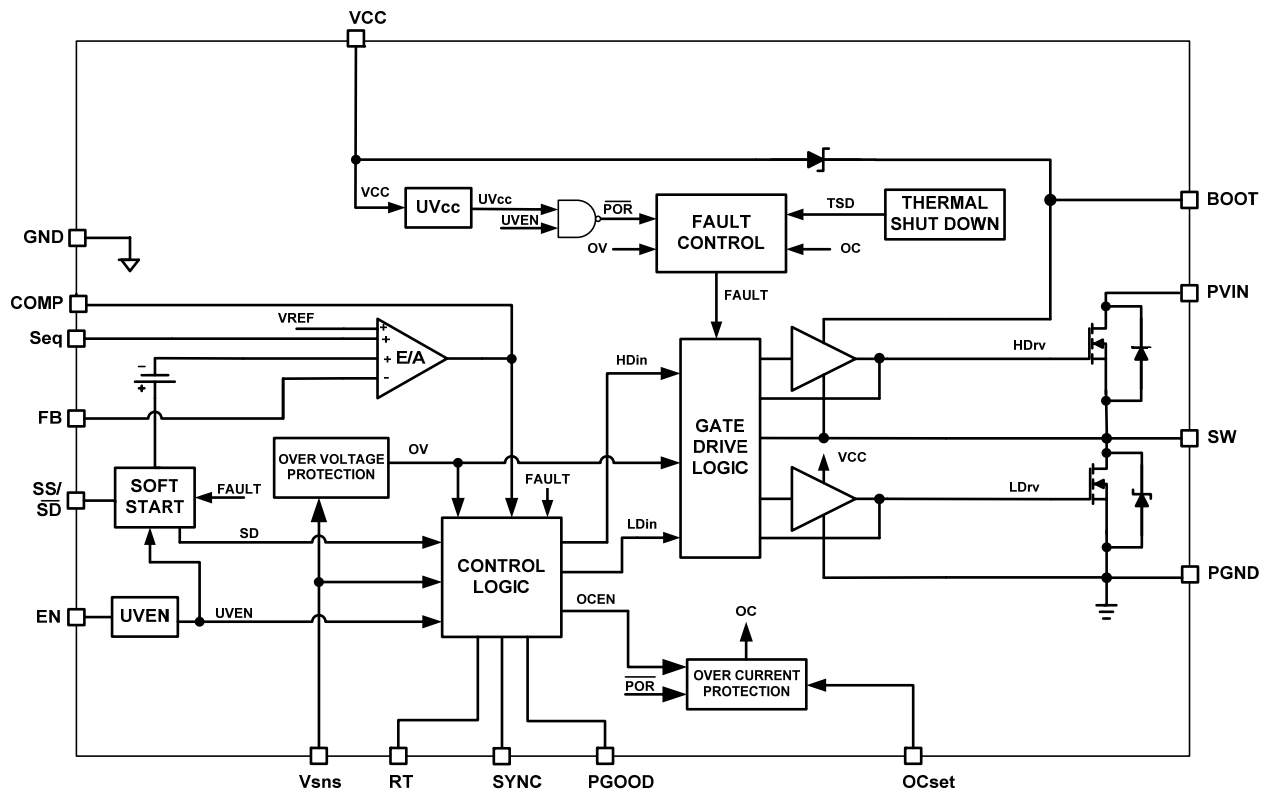 VCC
VCC
UVcc
UVcc
UVEN
POR
FAULT
CONTROL
TSD
THERMAL
SHUT DOWN
BOOT
OV
OC
GND
FAULT
COMP
PVIN
VREF
Seq
+
+
+
-
E/A
HDin
HDrv
-
+
FB
GATE
DRIVE
LOGIC
SW
OVER VOLTAGE
PROTECTION
OV
VCC
SS/
SD
SOFT
START
FAULT
FAULT
LDrv
LDin
SD
CONTROL
LOGIC
PGND
OCEN
EN
UVEN
UVEN
OC
POR
OVER CURRENT
PROTECTION
Vsns
RT
SYNC
PGOOD
OCset